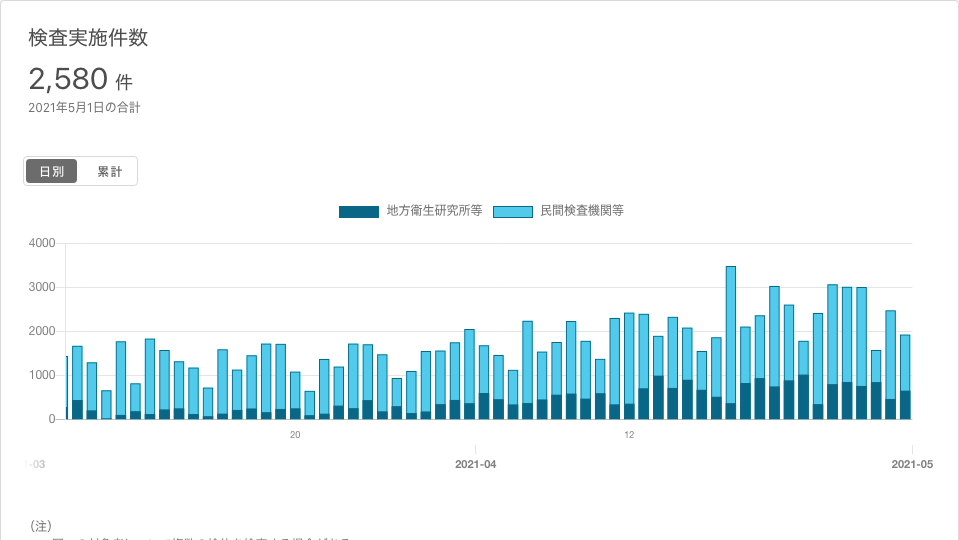 検査実施件数
2,580 件
2021年5月1日の合計
日別 累計
地方衛生研究所等 民間検査機関等
4000
3000
2000
1000
0
20 12
-03 2021-04 2021-05
（注）